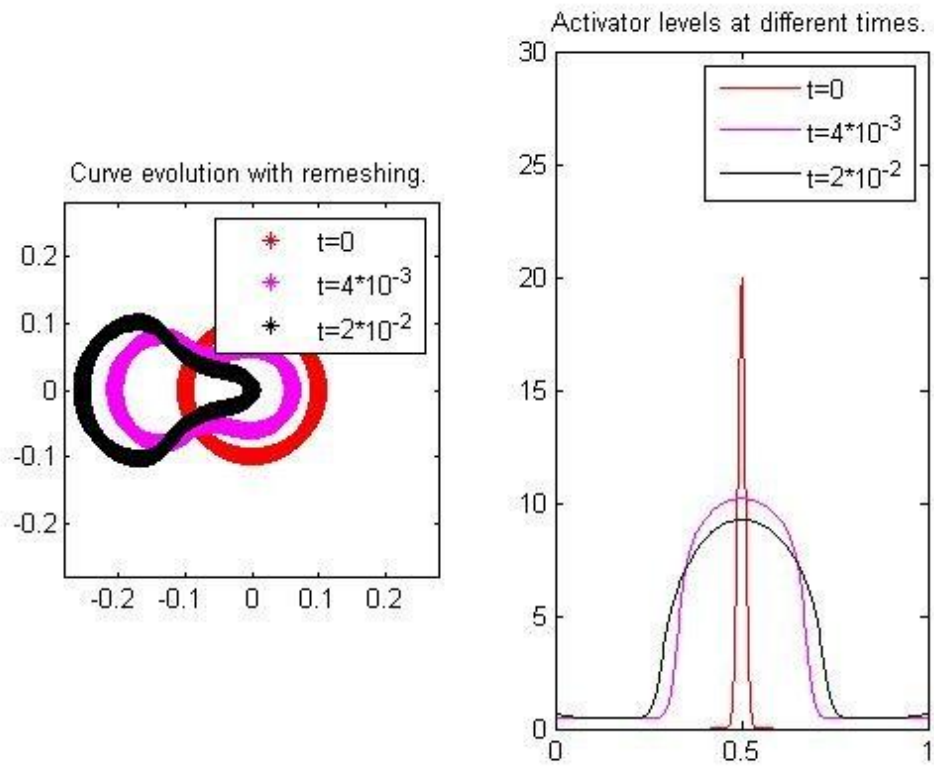 Curve evolution with remeshing.
t=0
t=4*10-3
t=2*10-2
0.2
0.1
0
-0.1
-0.2
-0.2 -0.1 0 0.1 0.2
Activator levels at different times.
t=0
t=4*10-3
t=2*10-2
30
25
20
15
10
5
0
0 0.5 1